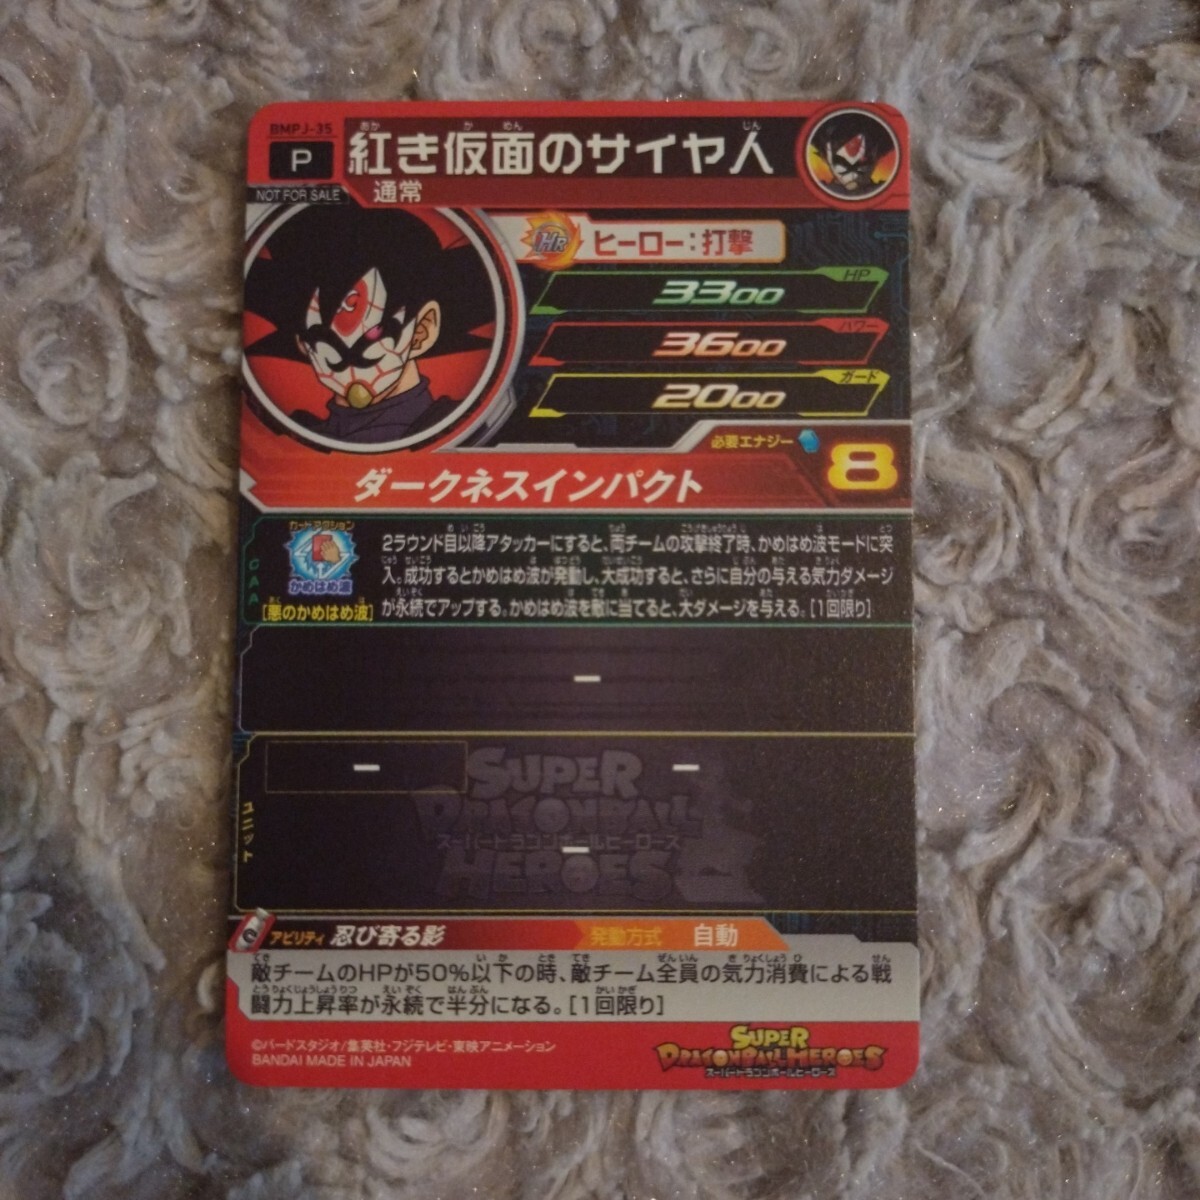 BMPJ-35
P
NOT FOR SALE
紅き仮面のサイヤ人
通常
HR ヒーロー:打撃
HP
3300
パワー
3600
ガード
2000
必要エナジー
8
ダークネスインパクト
CAA
カードアクション
かめはめ波
[悪のかめはめ波]
2ラウンド目以降アタッカーにすると、両チームの攻撃終了時、かめはめ波モードに突
入。成功するとかめはめ波が発動し、大成功すると、さらに自分の与える気力ダメージ
が永続でアップする。かめはめ波を敵に当てると、大ダメージを与える。[1回限り]
ー
ユニット
ー ー
ー
SUPER
DRAGONBALL
スーパードラゴンボールヒーローズ
HEROES
アビリティ 忍び寄る影 発動方式 自動
敵チームのHPが50%以下の時、敵チーム全員の気力消費による戦
闘力上昇率が永続で半分になる。[1回限り]
©バードスタジオ/集英社・フジテレビ・東映アニメーション
BANDAI MADE IN JAPAN
SUPER
DRAGONBALL HEROES
スーパードラゴンボールヒーローズ